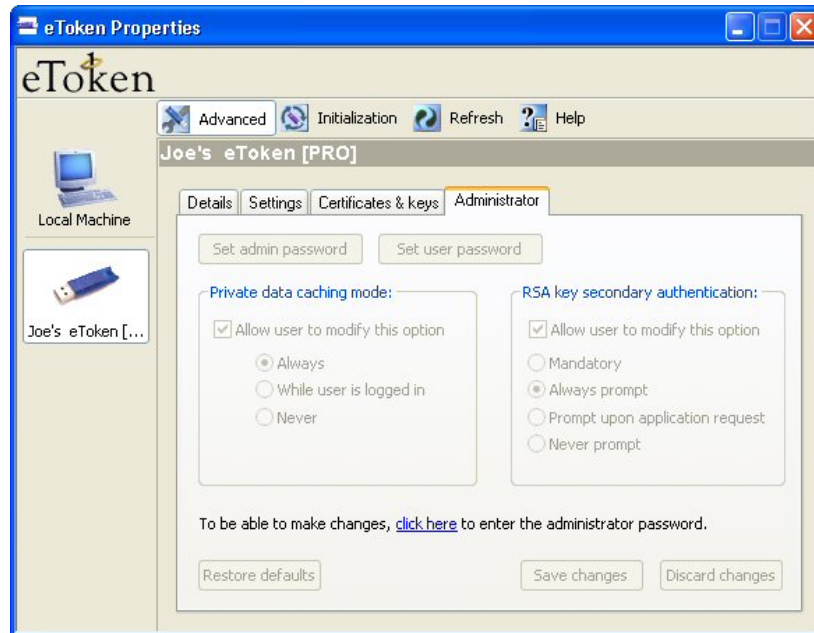 eToken Properties
eToken
Advanced Initialization Refresh Help
Joe's eToken [PRO]
Local Machine
Joe's eToken [...
Details Settings Certificates & keys Administrator
Set admin password Set user password
Private data caching mode: RSA key secondary authentication:
Allow user to modify this option Allow user to modify this option
Always Mandatory
While user is logged in Always prompt
Never Prompt upon application request
Never prompt
To be able to make changes, click here to enter the administrator password.
Restore defaults Save changes Discard changes